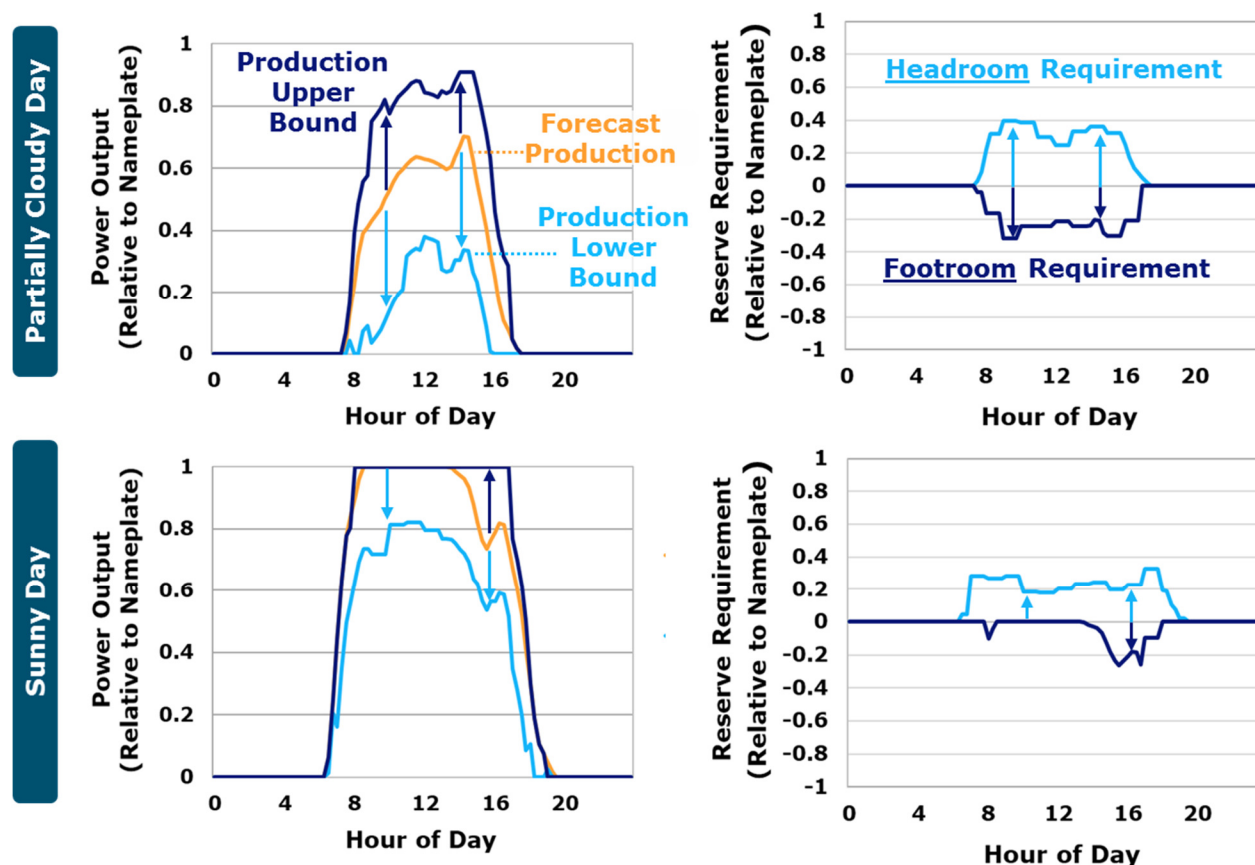 Partially Cloudy Day
Power Output
(Relative to Nameplate)
1
0.8
0.6
0.4
0.2
0
0 4 8 12 16 20
Hour of Day
Production
Upper
Bound
Forecast
Production
Production
Lower
Bound
Reserve Requirement
(Relative to Nameplate)
1
0.8
0.6
0.4
0.2
0
-0.2
-0.4
-0.6
-0.8
-1
0 4 8 12 16 20
Hour of Day
Headroom Requirement
Footroom Requirement
Sunny Day
Power Output
(Relative to Nameplate)
1
0.8
0.6
0.4
0.2
0
0 4 8 12 16 20
Hour of Day
Reserve Requirement
(Relative to Nameplate)
1
0.8
0.6
0.4
0.2
0
-0.2
-0.4
-0.6
-0.8
-1
0 4 8 12 16 20
Hour of Day